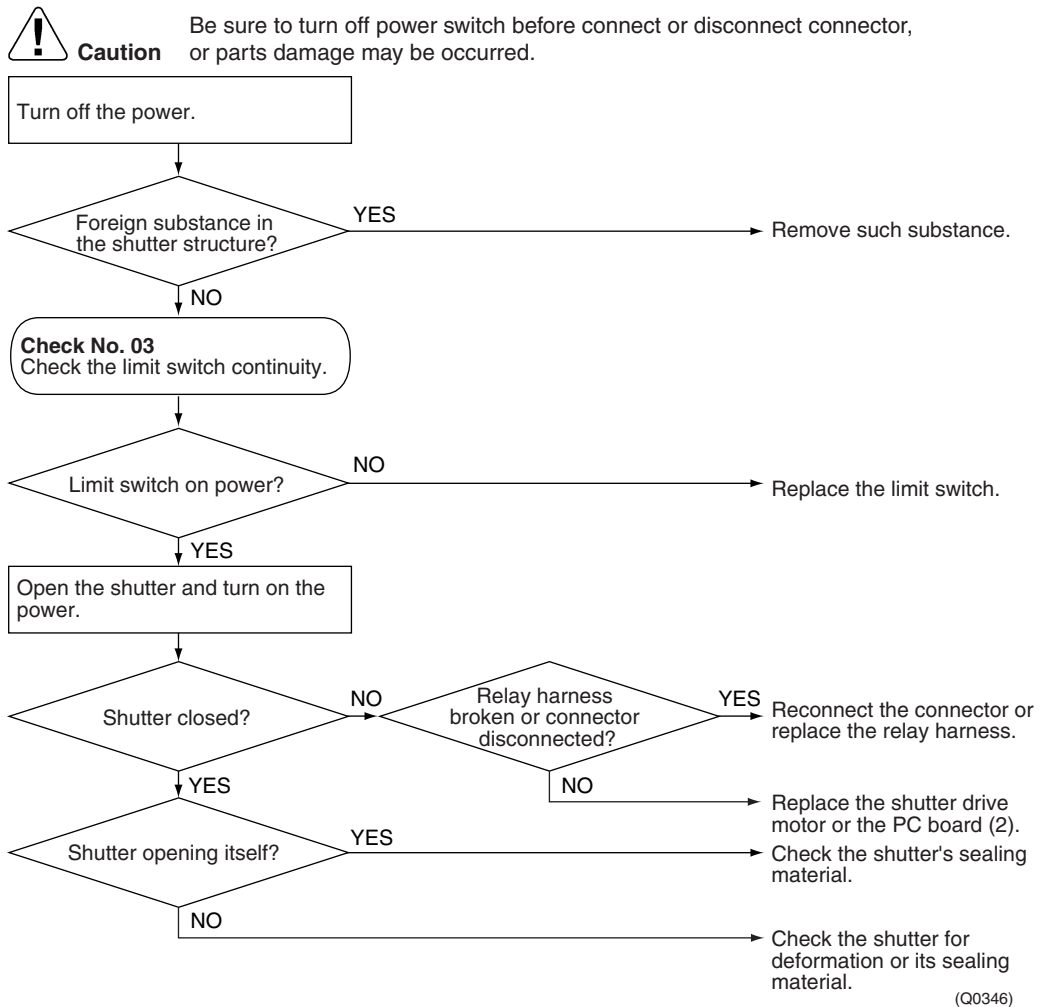 Be sure to turn off power switch before connect or disconnect connector,
Caution or parts damage may be occurred.
Turn off the power.
Foreign substance in
the shutter structure?
YES
Remove such substance.
NO
Check No. 03
Check the limit switch continuity.
Limit switch on power?
NO
Replace the limit switch.
YES
Open the shutter and turn on the
power.
Shutter closed?
NO
Relay harness
broken or connector
disconnected?
YES
Reconnect the connector or
replace the relay harness.
NO
Replace the shutter drive
motor or the PC board (2).
YES
Shutter opening itself?
YES
Check the shutter's sealing
material.
NO
Check the shutter for
deformation or its sealing
material.
(Q0346)